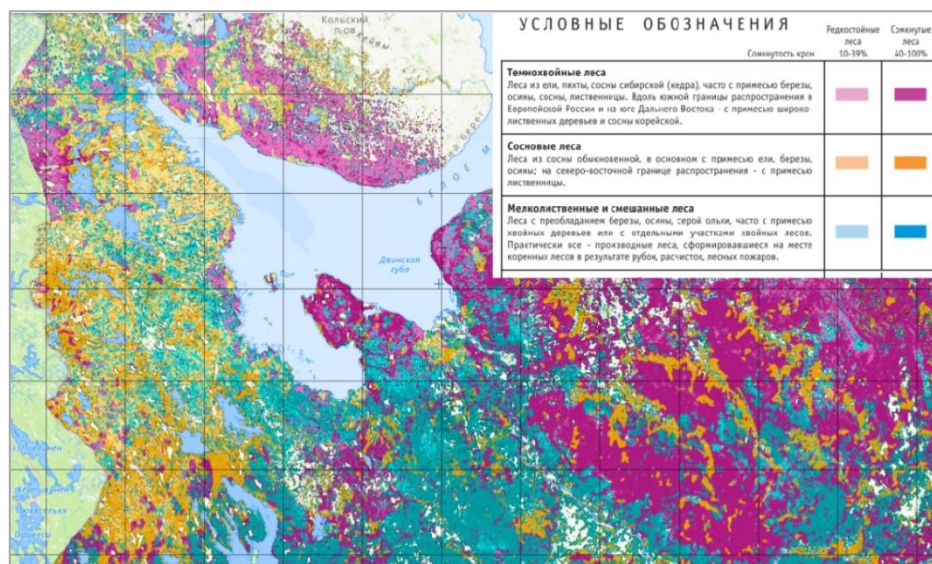 Кольский
п-ов
УСЛОВНЫЕ ОБОЗНАЧЕНИЯ
Редкостойные
леса
10-39%
Сомкнутые
леса
40-100%
Сомкнутость крон
Темнохвойные леса
Леса из ели, пихты, сосны сибирской (кедра), часто с примесью березы,
осины, сосны, лиственницы. Вдоль южной границы распространения в
Европейской России и на юге Дальнего Востока - с примесью широко-
лиственных деревьев и сосны корейской.
Сосновые леса
Леса из сосны обыкновенной, в основном с примесью ели, березы,
осины; на северо-восточной границе распространения - с примесью
лиственницы.
Мелколиственные и смешанные леса
Леса с преобладанием березы, осины, серой ольхи, часто с примесью
хвойных деревьев или с отдельными участками хвойных лесов.
Практически все - производные леса, сформировавшиеся на месте
коренных лесов в результате рубок, расчисток, лесных пожаров.
БЕЛОЕ М
Двинская
губа